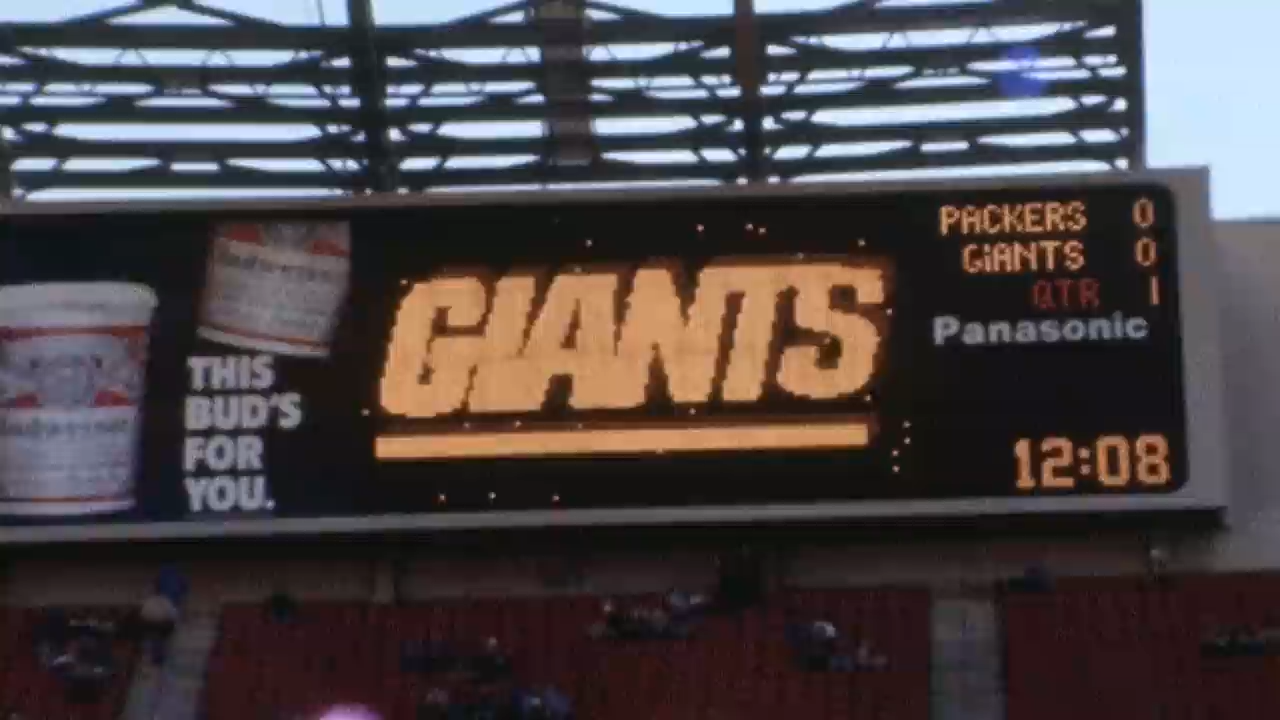 THIS
BUD'S
FOR
YOU.
GIANTS
PACKERS 0
GiANTS 0
QTR 1
Panasonic
12:08